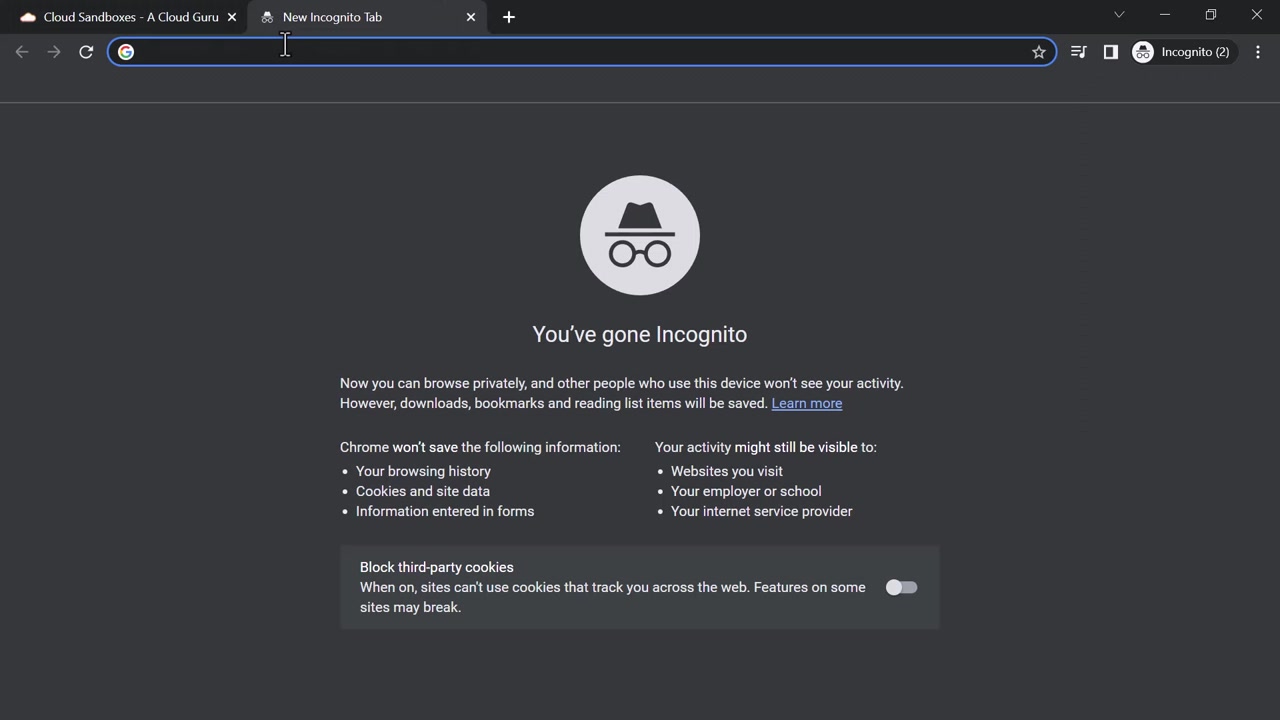 Cloud Sandboxes - A Cloud Guru
New Incognito Tab
Incognito (2)
You've gone Incognito
Now you can browse privately, and other people who use this device won't see your activity.
However, downloads, bookmarks and reading list items will be saved. Learn more
Chrome won't save the following information:
• Your browsing history
• Cookies and site data
• Information entered in forms
Your activity might still be visible to:
• Websites you visit
• Your employer or school
• Your internet service provider
Block third-party cookies
When on, sites can't use cookies that track you across the web. Features on some
sites may break.